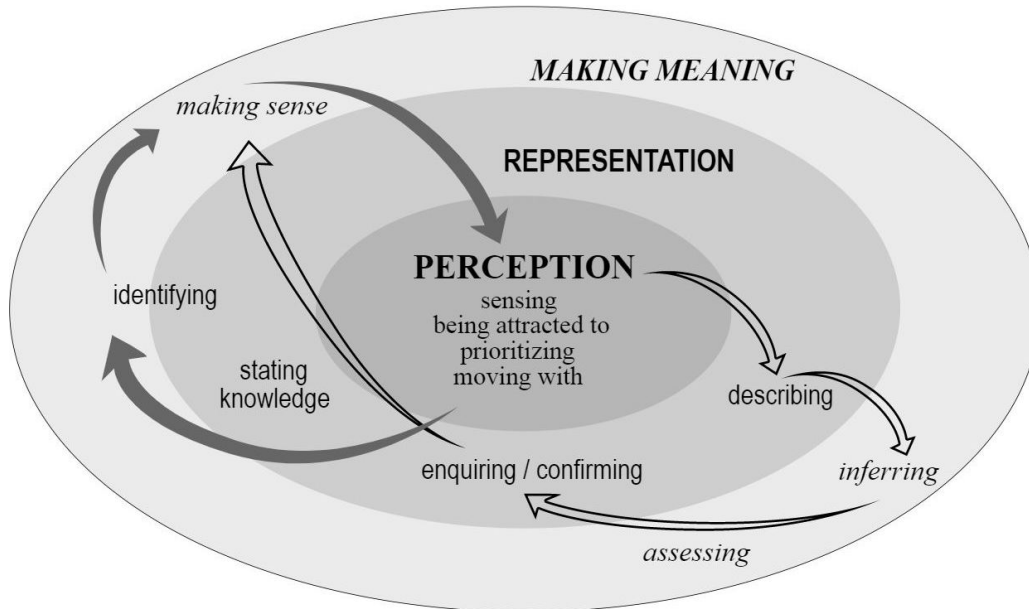 MAKING MEANING
making sense
REPRESENTATION
PERCEPTION
sensing
being attracted to
prioritizing
moving with
identifying
stating
knowledge
describing
enquiring / confirming
inferring
assessing